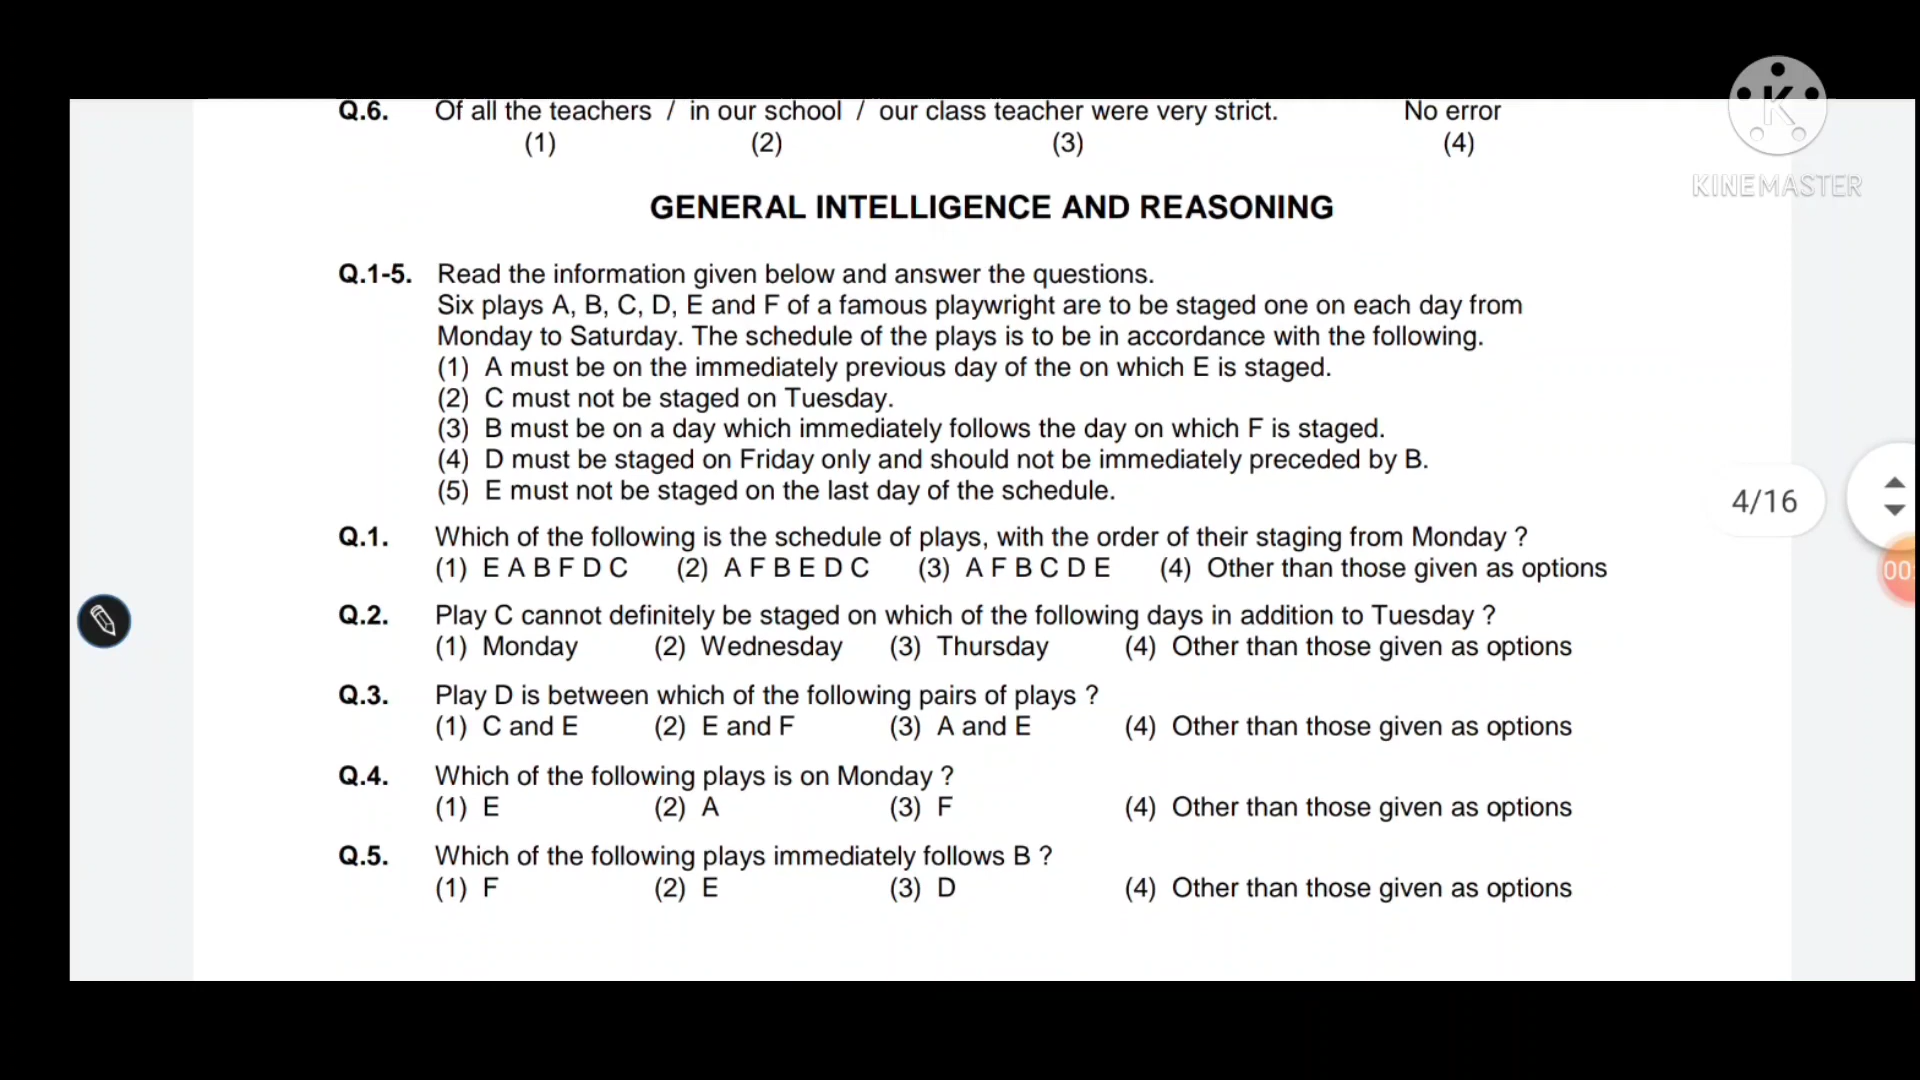 Q.6. Of all the teachers / in our school / our class teacher were very strict. No error
(1) (2) (3) (4)
KINEMASTER
GENERAL INTELLIGENCE AND REASONING
Q.1-5. Read the information given below and answer the questions.
Six plays A, B, C, D, E and F of a famous playwright are to be staged one on each day from
Monday to Saturday. The schedule of the plays is to be in accordance with the following.
(1) A must be on the immediately previous day of the on which E is staged.
(2) C must not be staged on Tuesday.
(3) B must be on a day which immediately follows the day on which F is staged.
(4) D must be staged on Friday only and should not be immediately preceded by B.
(5) E must not be staged on the last day of the schedule.
4/16
Q.1. Which of the following is the schedule of plays, with the order of their staging from Monday ?
(1) E A B F D C (2) A F B E D C (3) A F B C D E (4) Other than those given as options
00
Q.2. Play C cannot definitely be staged on which of the following days in addition to Tuesday ?
(1) Monday (2) Wednesday (3) Thursday (4) Other than those given as options
Q.3. Play D is between which of the following pairs of plays ?
(1) C and E (2) E and F (3) A and E (4) Other than those given as options
Q.4. Which of the following plays is on Monday ?
(1) E (2) A (3) F (4) Other than those given as options
Q.5. Which of the following plays immediately follows B ?
(1) F (2) E (3) D (4) Other than those given as options